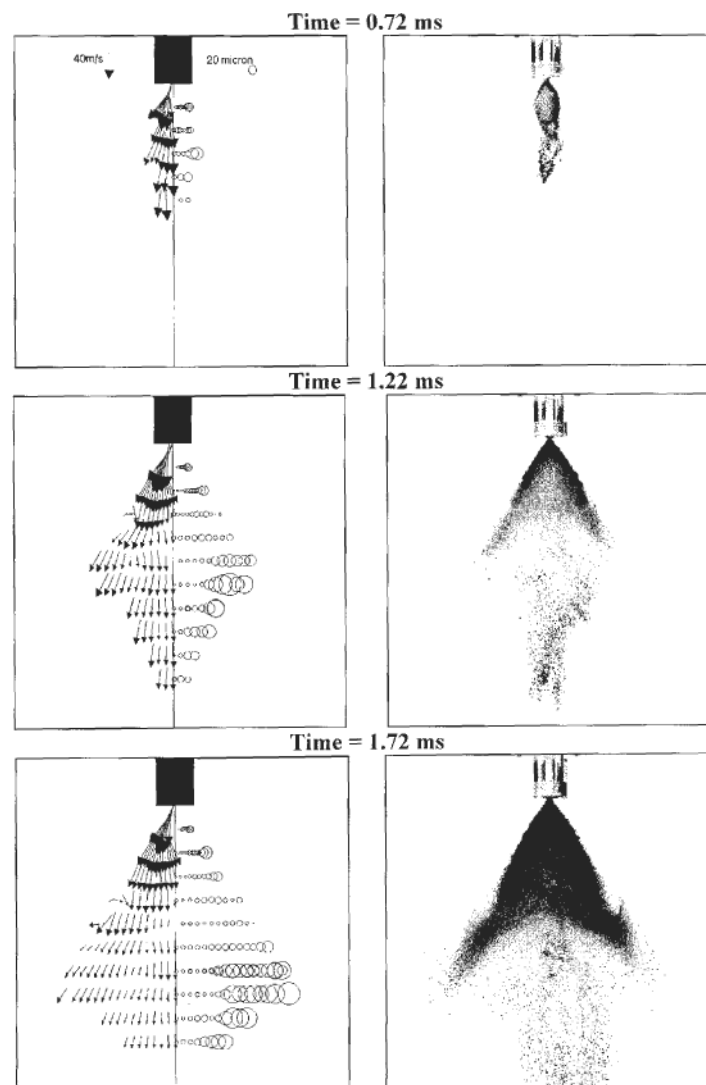 Time = 0.72 ms
40m/s
20 micron
Time = 1.22 ms
Time = 1.72 ms